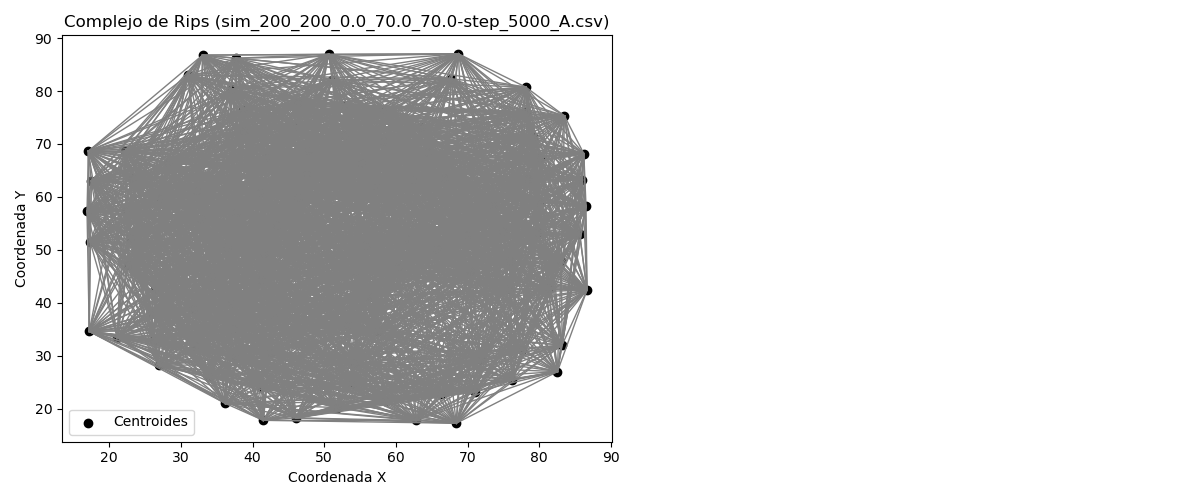 Complejo de Rips (sim_200_200_0.0_70.0_70.0-step_5000_A.csv)
90
80
70
60
50
40
30
20
Coordenada Y
Centroides
20 30 40 50 60 70 80 90
Coordenada X